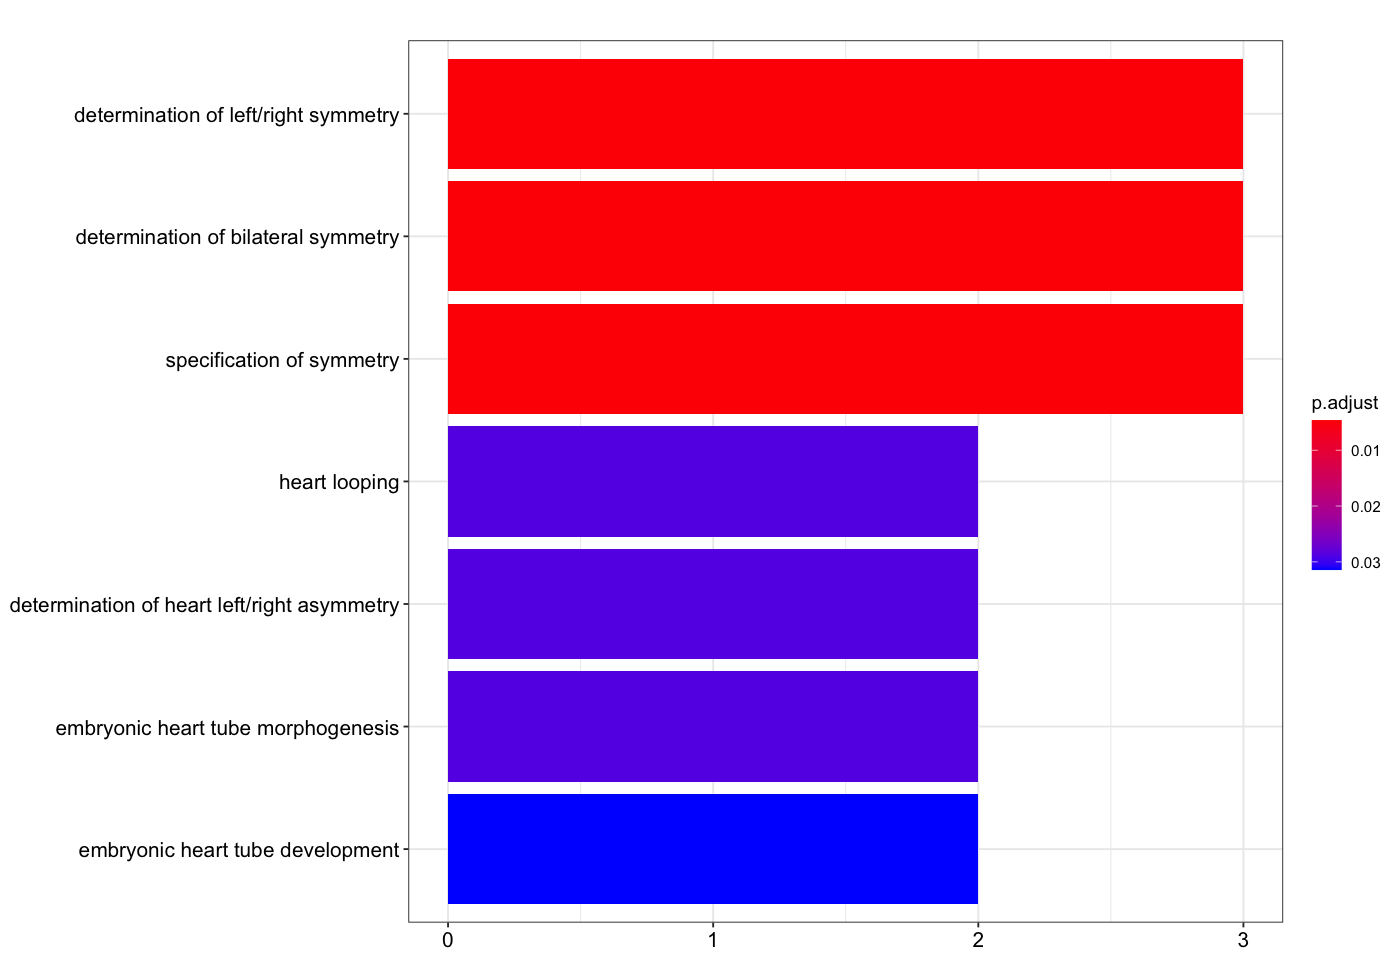 determination of left/right symmetry
determination of bilateral symmetry
specification of symmetry
heart looping
determination of heart left/right asymmetry
embryonic heart tube morphogenesis
embryonic heart tube development
0
1
2
3
p.adjust
0.01
0.02
0.03